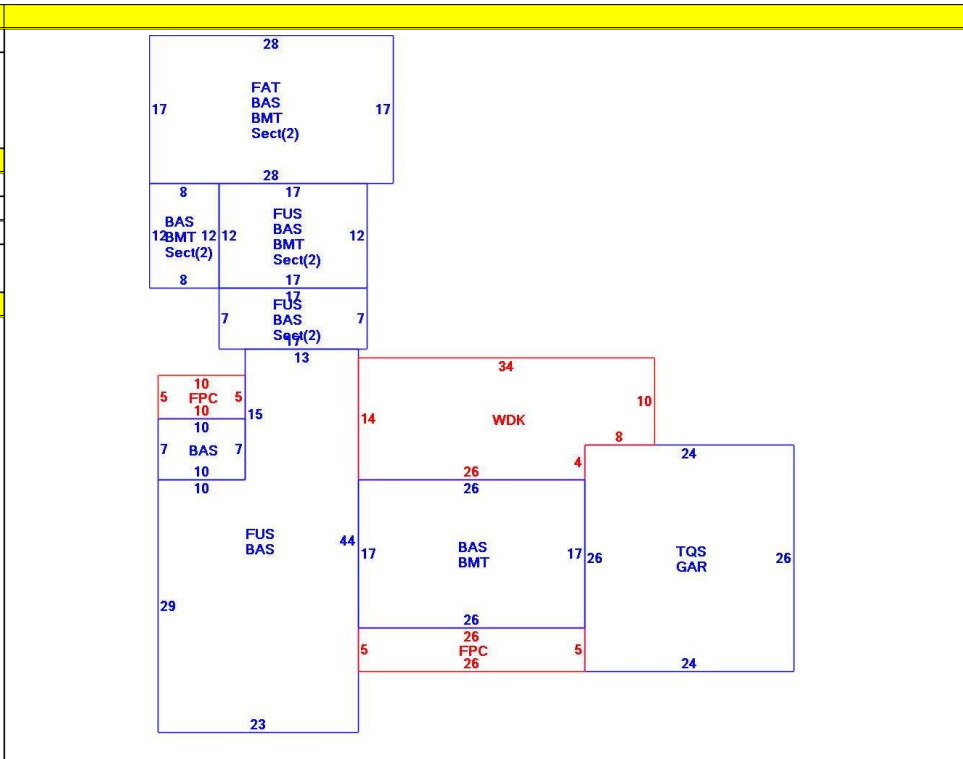 28
17 FAT 17
BAS
BMT
Sect(2)
28
8 17
BAS FUS
12 BMT 12 12 BAS 12
Sect(2) BMT
Sect(2)
8 17
17
7 FUS 7
BAS
Sect(2)
17
13
34
10
5 FPC 5
10
15
10
14 WDK
10
7 BAS 7
10
8
24
4
26
10
26
FUS
BAS
44
17 BAS 17
BMT
26 TQS 26
GAR
29
26
26
5 FPC 5
26
24
23